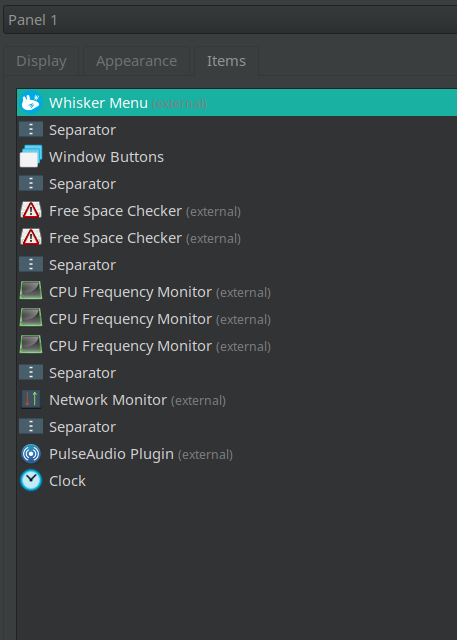 Panel 1
Display Appearance Items
Whisker Menu (external)
Separator
Window Buttons
Separator
Free Space Checker (external)
Free Space Checker (external)
Separator
CPU Frequency Monitor (external)
CPU Frequency Monitor (external)
CPU Frequency Monitor (external)
Separator
Network Monitor (external)
Separator
PulseAudio Plugin (external)
Clock